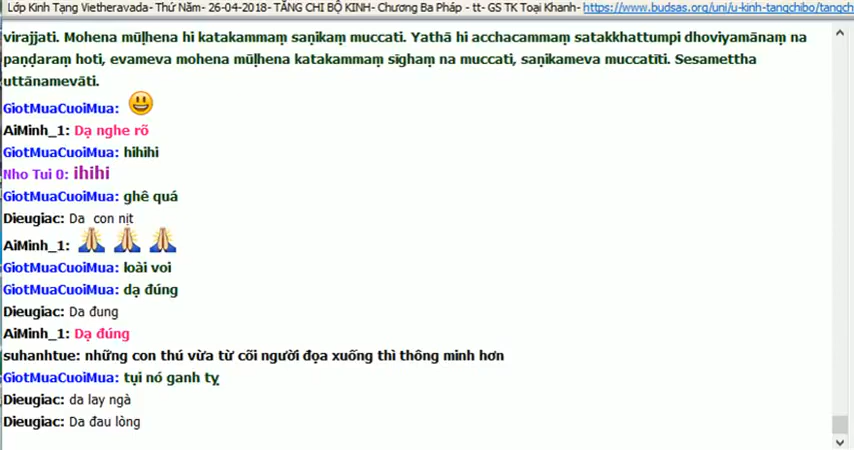 Lớp Kinh Tạng Vietheravada- Thứ Năm- 26-04-2018- TĂNG CHI BỘ KINH- Chương Ba Pháp - tt- GS TK Toại Khanh- https://www.budsas.org/uni/u-kinh-tangchibo/tangch
virajjati. Mohena mūḷhena hi katakammaṃ saṇikaṃ muccati. Yathā hi acchacammaṃ satakkhattumpi dhoviyamānaṃ na
paṇḍaraṃ hoti, evameva mohena mūḷhena katakammaṃ sīghaṃ na muccati, saṇikameva muccatīti. Sesamettha
uttānamevāti.
GiotMuaCuoiMua: 😃
AiMinh_1: Dạ nghe rõ
GiotMuaCuoiMua: hihihi
Nho Tui 0: ihihi
GiotMuaCuoiMua: ghê quá
Dieugiac: Da con nịt
AiMinh_1: 🙏 🙏 🙏
GiotMuaCuoiMua: loài voi
GiotMuaCuoiMua: dạ đúng
Dieugiac: Da đung
AiMinh_1: Dạ đúng
suhanhtue: những con thú vừa từ cõi người đọa xuống thì thông minh hơn
GiotMuaCuoiMua: tụi nó ganh tỵ
Dieugiac: da lay ngà
Dieugiac: Da đau lòng